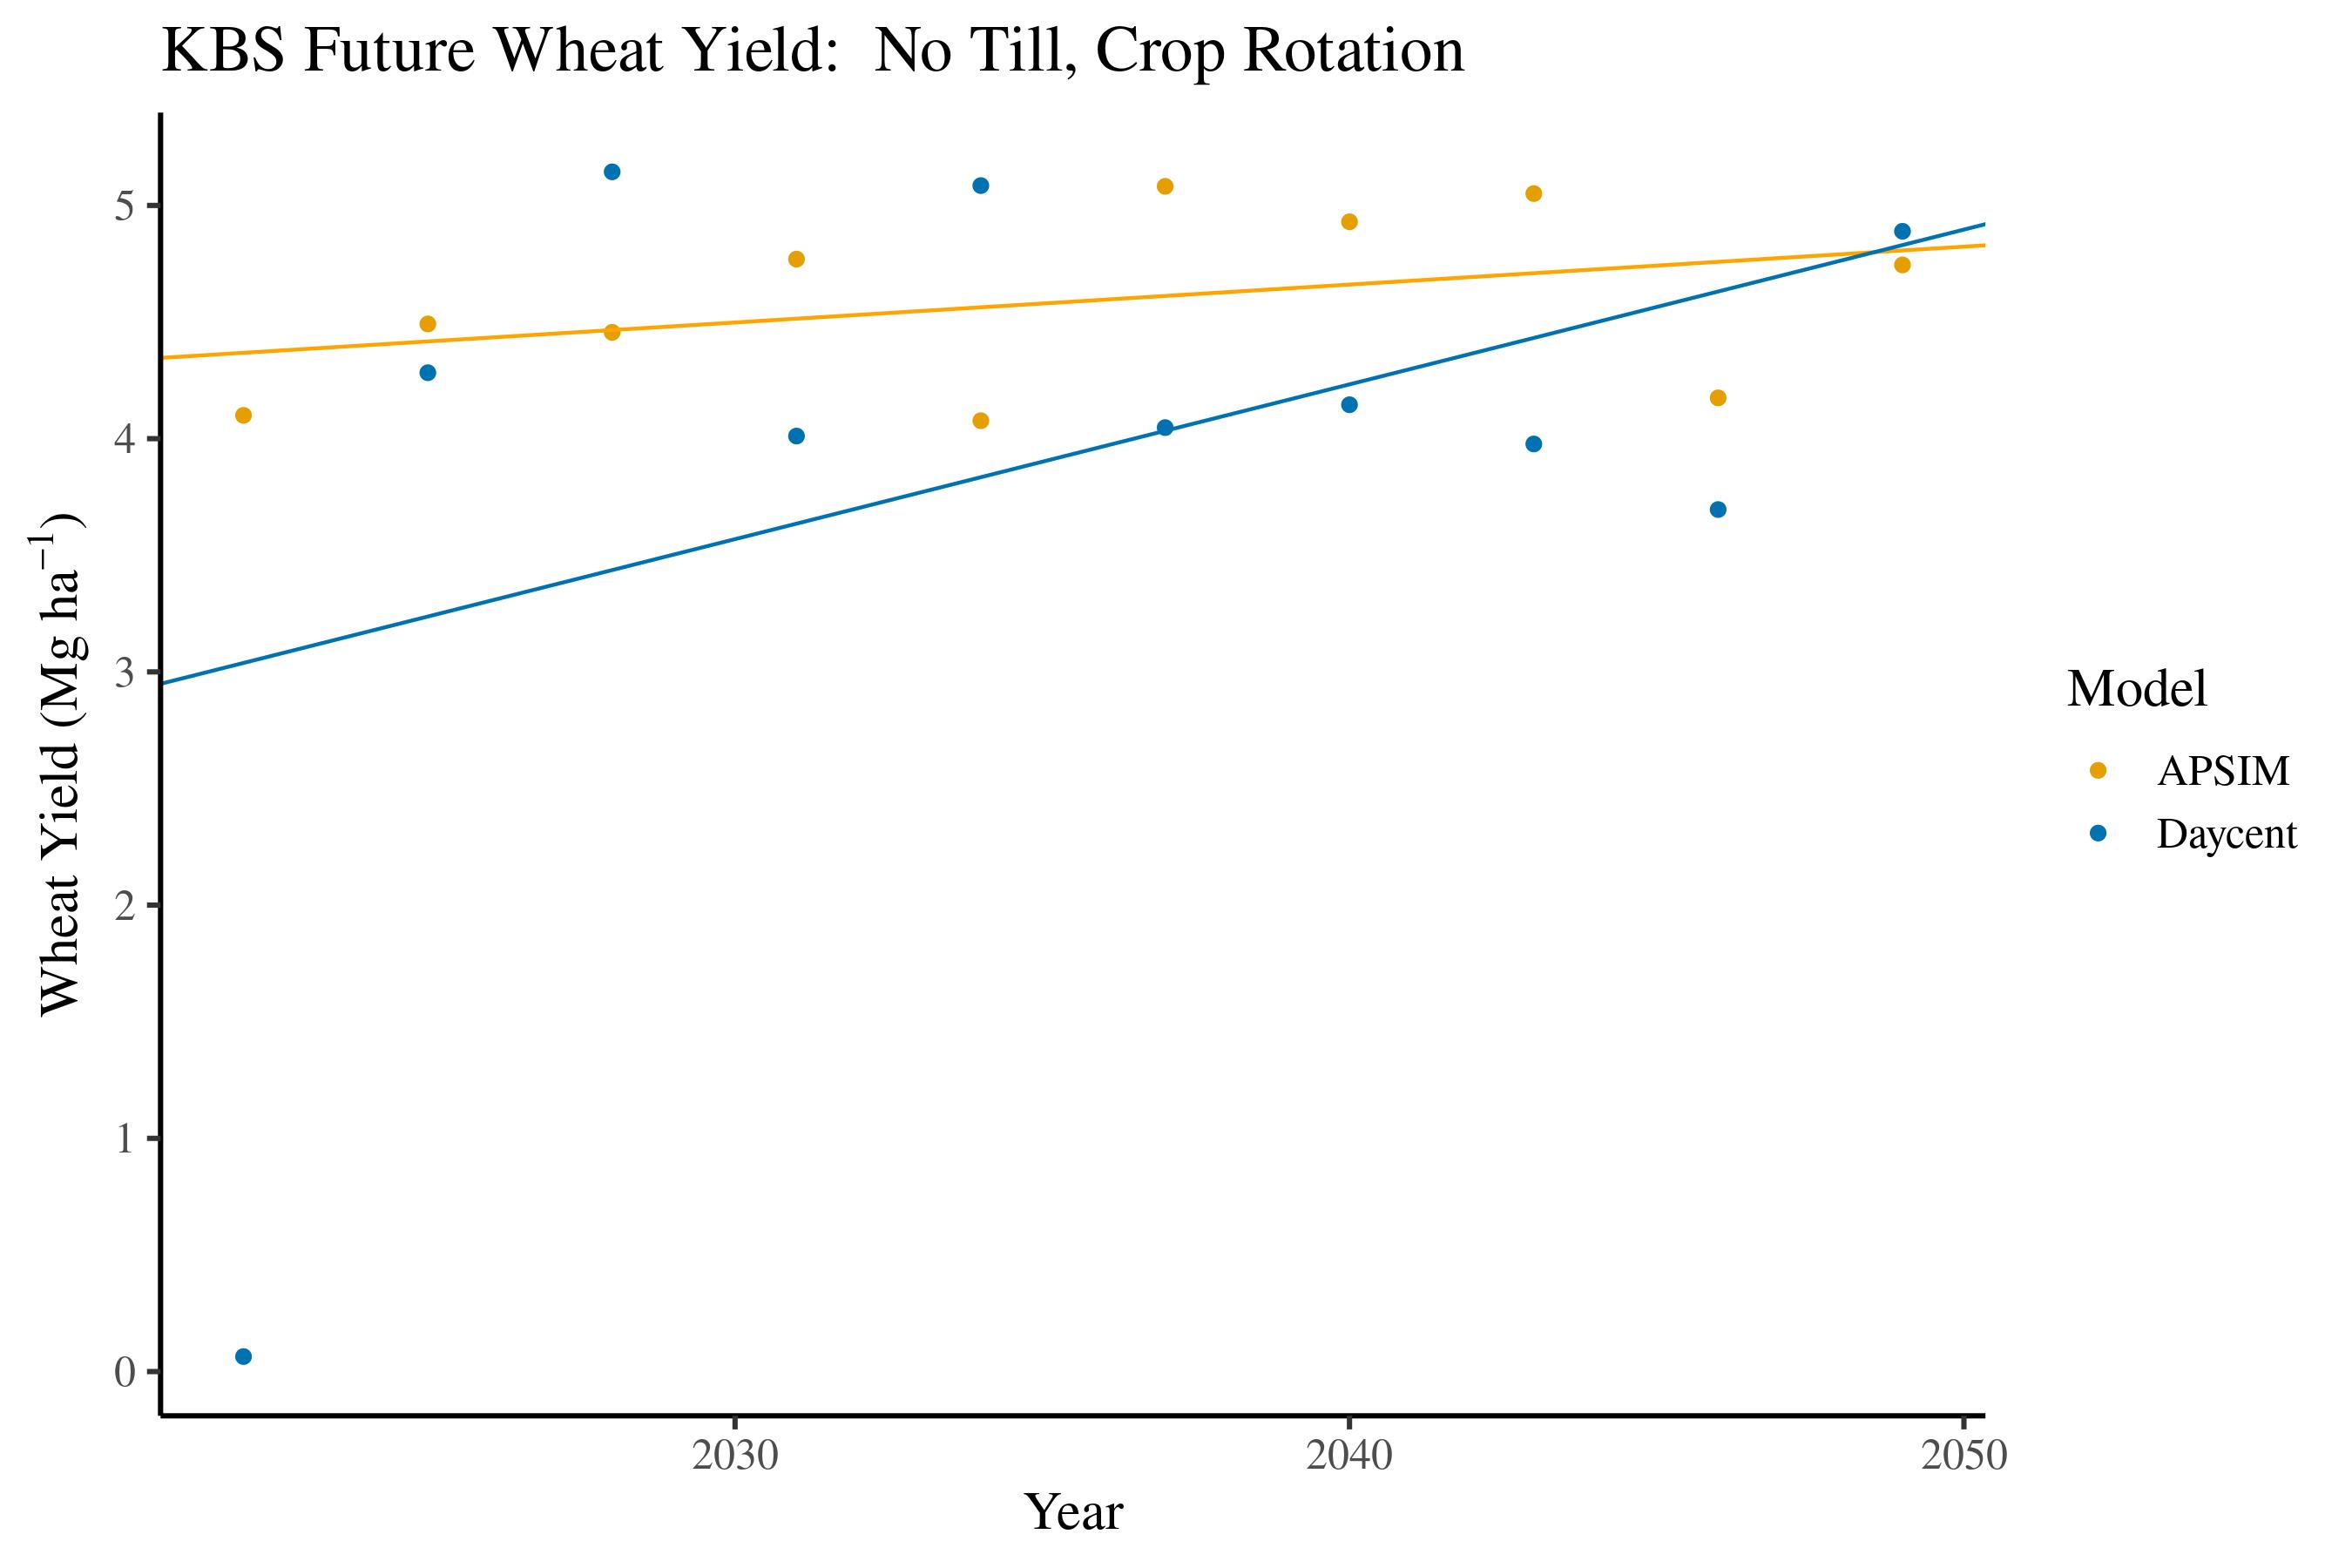 KBS Future Wheat Yield:  No Till, Crop Rotation
5
4
3
2
1
0
Wheat Yield (Mg ha⁻¹)
2030 2040 2050
Year
Model
APSIM
Daycent